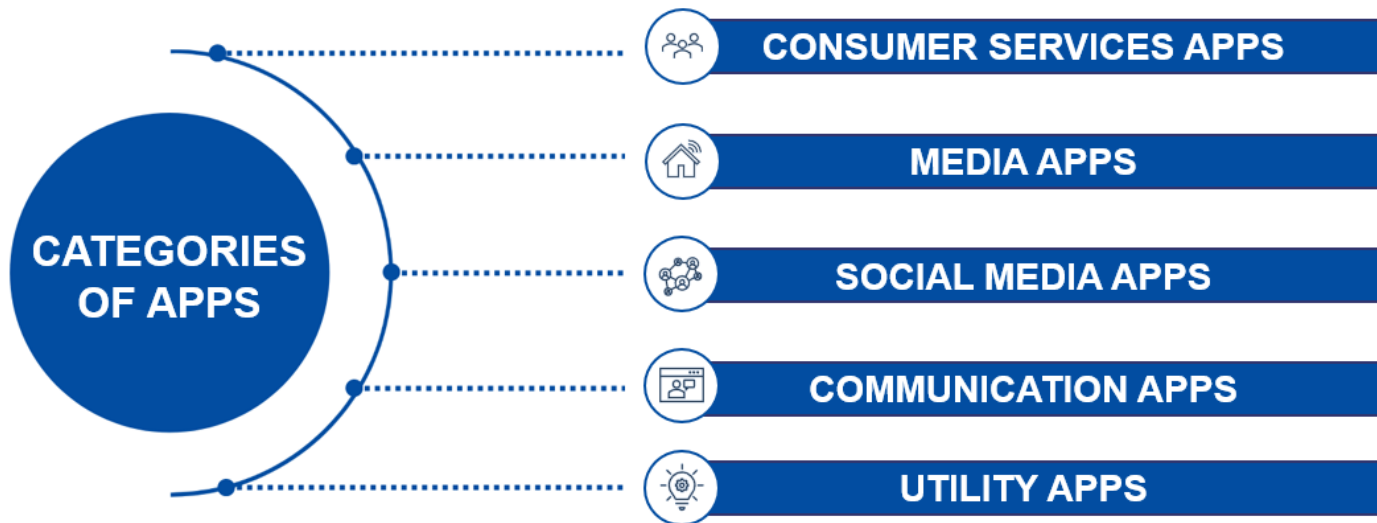 CATEGORIES
OF APPS
CONSUMER SERVICES APPS
MEDIA APPS
SOCIAL MEDIA APPS
COMMUNICATION APPS
UTILITY APPS